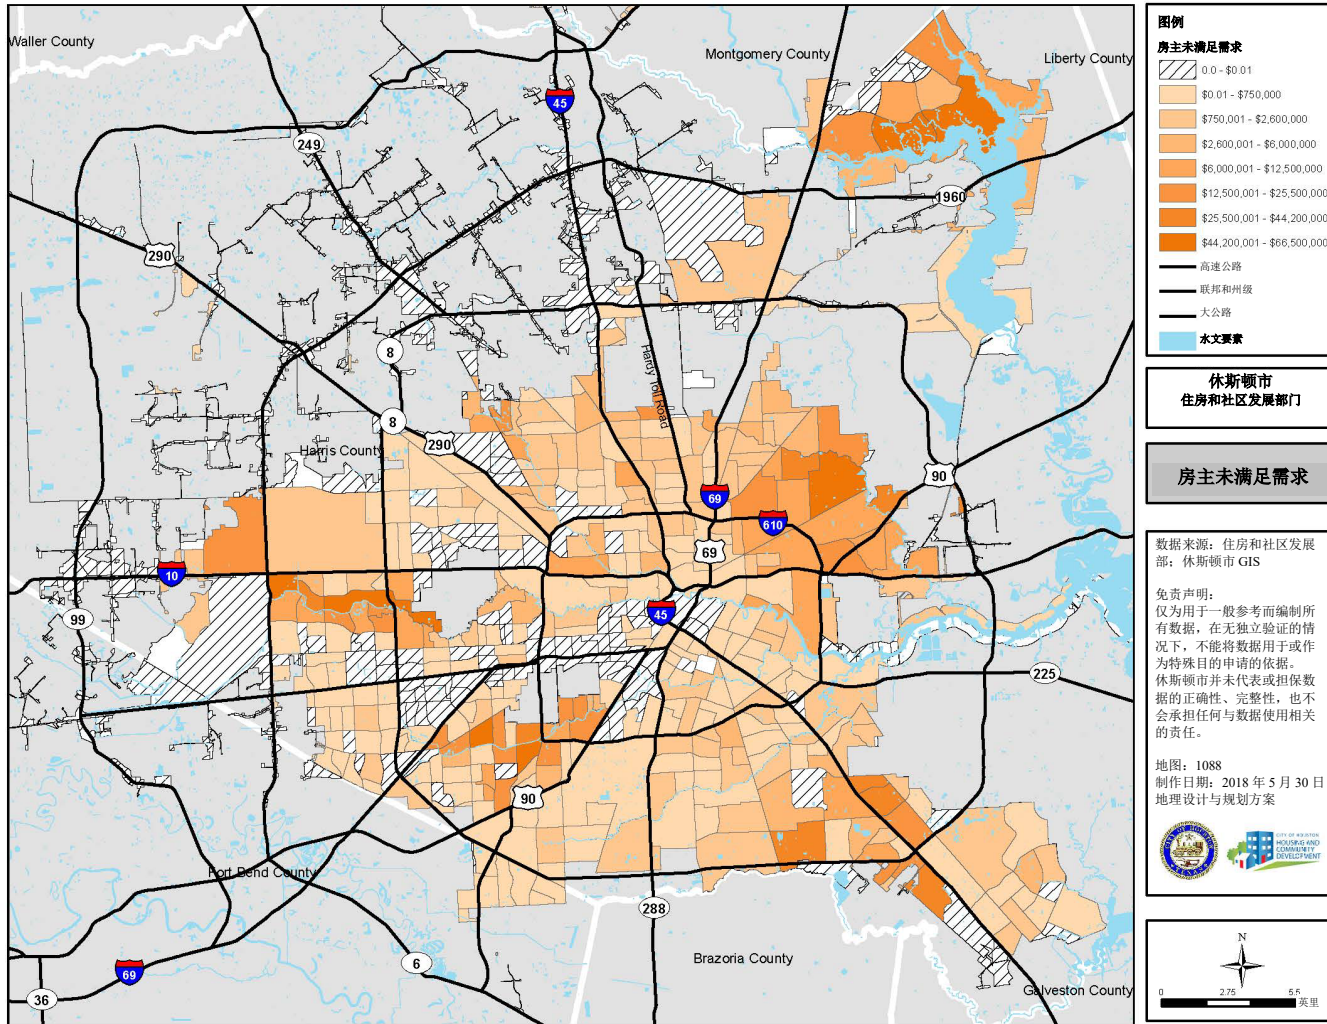 Waller County
Montgomery County
Liberty County
45
249
1960
290
8
Hardy Toll Road
8
290
Harris County
90
69
610
69
10
45
99
225
90
Fort Bend County
288
6
Brazoria County
69
36
Galveston County
图例
房主未满足需求
0.0 - $0.01
$0.01 - $750,000
$750,001 - $2,600,000
$2,600,001 - $6,000,000
$6,000,001 - $12,500,000
$12,500,001 - $25,500,000
$25,500,001 - $44,200,000
$44,200,001 - $66,500,000
高速公路
联邦和州级
大公路
水文要素
休斯顿市
住房和社区发展部门
房主未满足需求
数据来源：住房和社区发展
部；休斯顿市 GIS
免责声明：
仅为用于一般参考而编制所
有数据，在无独立验证的情
况下，不能将数据用于或作
为特殊目的申请的依据。
休斯顿市并未代表或担保数
据的正确性、完整性，也不
会承担任何与数据使用相关
的责任。
地图：1088
制作日期：2018 年 5 月 30 日
地理设计与规划方案
CITY OF HOUSTON
HOUSING AND
COMMUNITY
DEVELOPMENT
N
0 2.75 5.5
英里